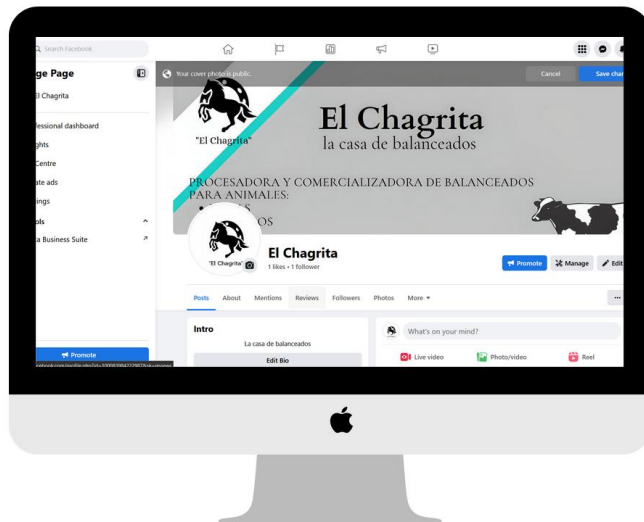 Search Facebook
ge Page
El Chagrita
fessional dashboard
ghts
Centre
ate ads
ings
ols
a Business Suite
Promote
Your cover photo is public.
Cancel
Save chan
"El Chagrita"
El Chagrita
la casa de balanceados
PROCESADORA Y COMERCIALIZADORA DE BALANCEADOS
PARA ANIMALES:
OS
"El Chagrita"
El Chagrita
1 likes • 1 follower
Promote
Manage
Edit
Posts
About
Mentions
Reviews
Followers
Photos
More
Intro
La casa de balanceados
Edit Bio
What's on your mind?
Live video
Photo/video
Reel